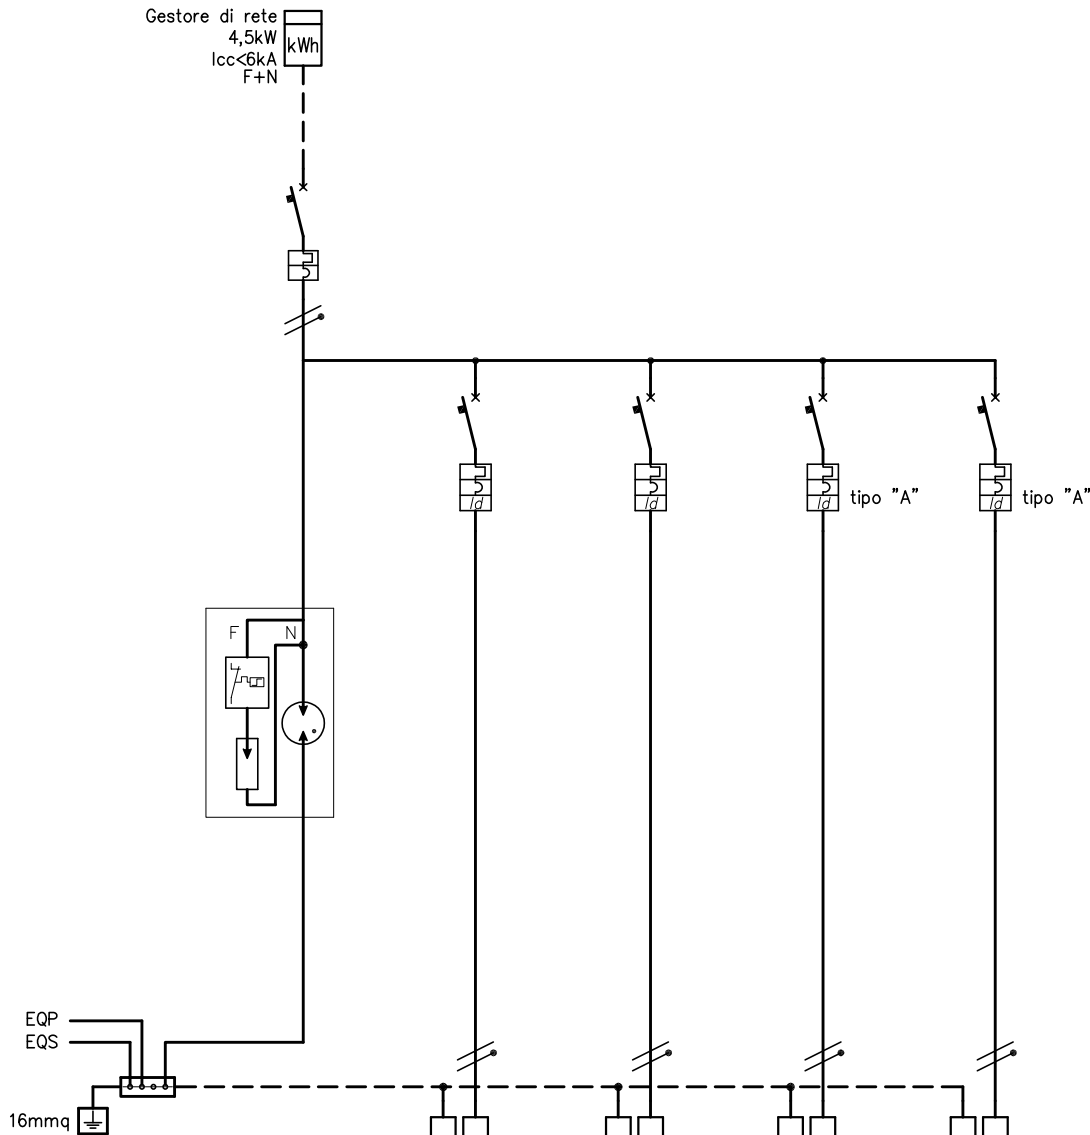 Gestore di rete
4,5kW
Icc<6kA
F+N
kWh
Id
Id
Id
tipo "A"
Id
tipo "A"
F
N
EQP
EQS
16mmq